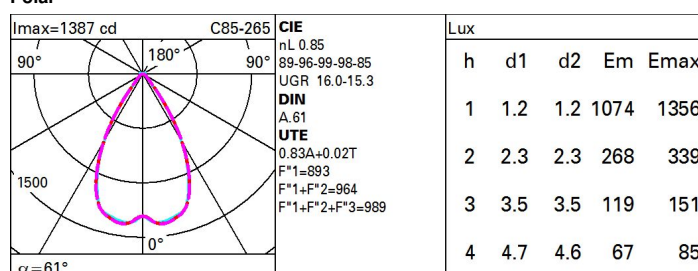 Imax=1387 cd C85-265
90° 180° 90°
1500
0°
α=61°
CIE
nL 0.85
89-96-99-98-85
UGR 16.0-15.3
DIN
A.61
UTE
0.83A+0.02T
F"1=893
F"1+F"2=964
F"1+F"2+F"3=989
Lux
h d1 d2 Em Emax
1 1.2 1.2 1074 1356
2 2.3 2.3 268 339
3 3.5 3.5 119 151
4 4.7 4.6 67 85